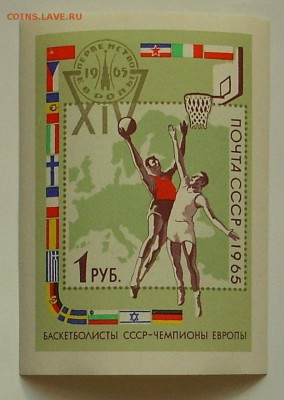 COINS.LAVE.RU
ПЕРВЕНСТВО
1965
ЕВРОПЫ
XIV
ПОЧТА СССР 1965
1 РУБ.
БАСКЕТБОЛИСТЫ СССР-ЧЕМПИОНЫ ЕВРОПЫ